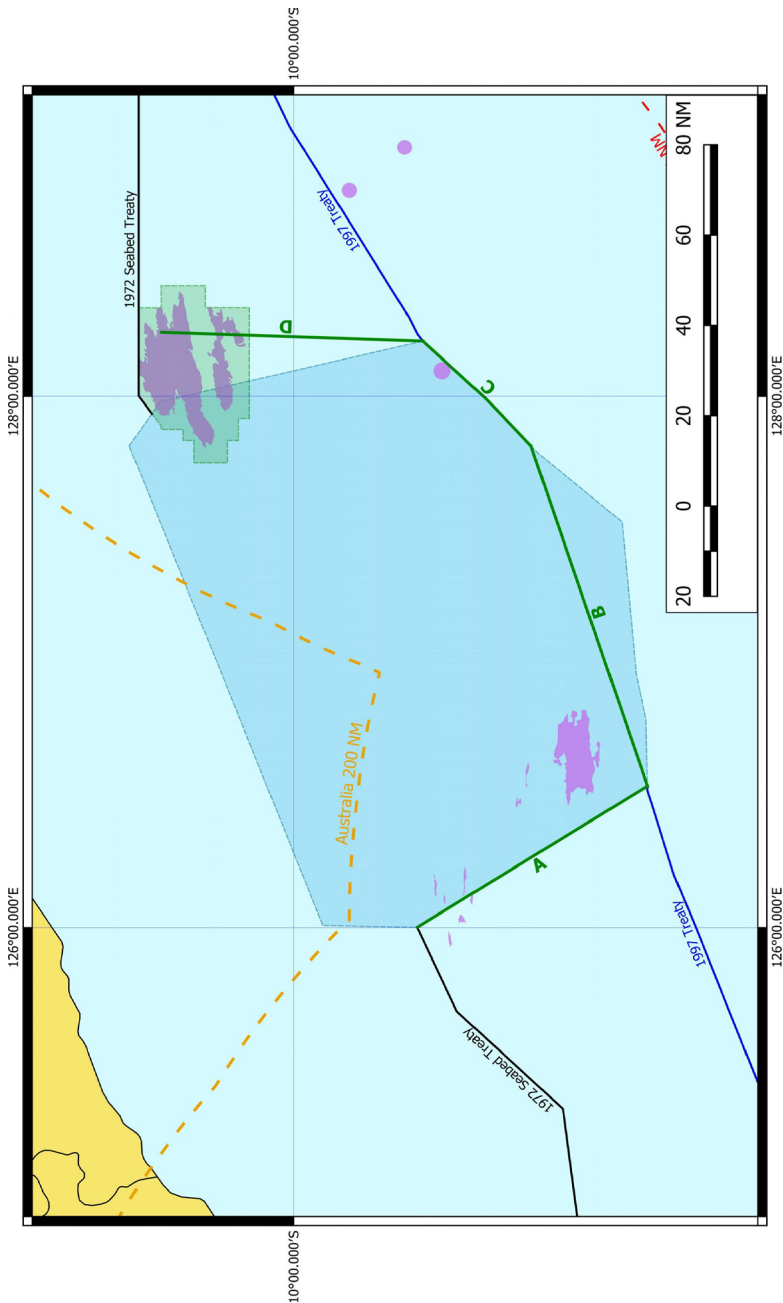 126°00.000'E
128°00.000'E
10°00.000'S
10°00.000'S
1972 Seabed Treaty
D
1997 Treaty
Australia 200 NM
C
A
B
1972 Seabed Treaty
1997 Treaty
NM
20 0 20 40 60 80 NM
126°00.000'E
128°00.000'E